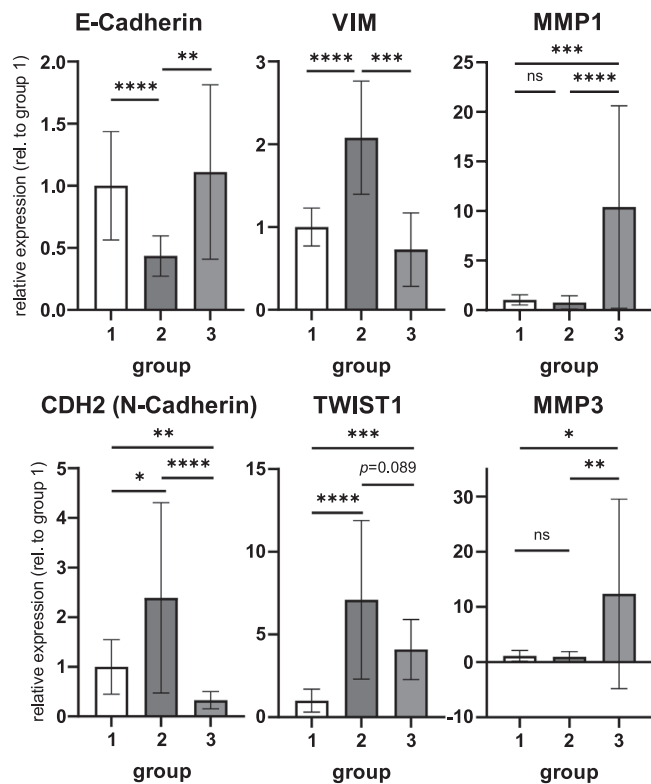 E-Cadherin
relative expression (rel. to group 1)
2.0
1.5
1.0
0.5
0.0
****
**
1 2 3
group
VIM
3
2
1
0
****
***
1 2 3
group
MMP1
25
20
15
10
5
0
***
ns
****
1 2 3
group
CDH2 (N-Cadherin)
relative expression (rel. to group 1)
5
4
3
2
1
0
**
*
****
1 2 3
group
TWIST1
15
10
5
0
***
p=0.089
****
1 2 3
group
MMP3
30
20
10
0
-10
*
**
ns
1 2 3
group